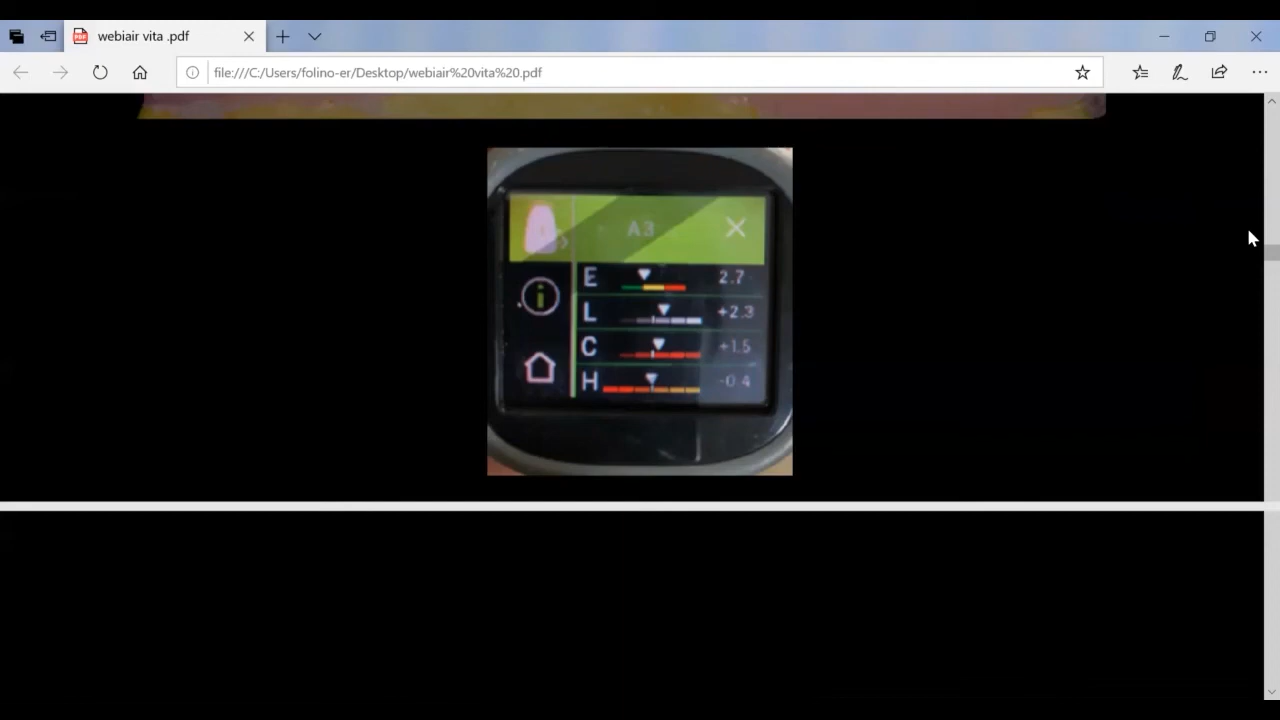 webiair vita .pdf
file:///C:/Users/folino-er/Desktop/webiair%20vita%20.pdf
A3
E 2.7
L +2.3
C +1.5
H -0.4